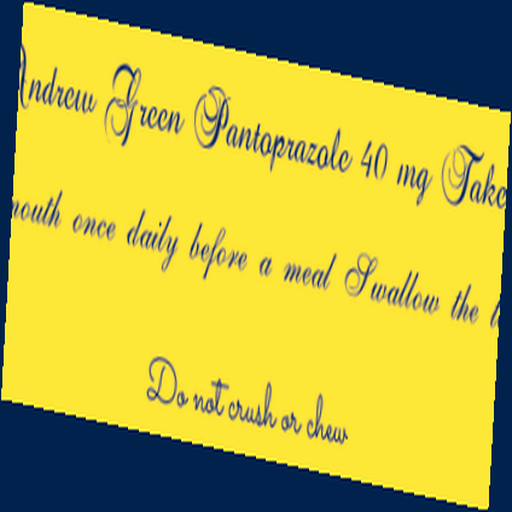 Andrew Green Pantoprazole 40 mg Take
mouth once daily before a meal Swallow the
Do not crush or chew